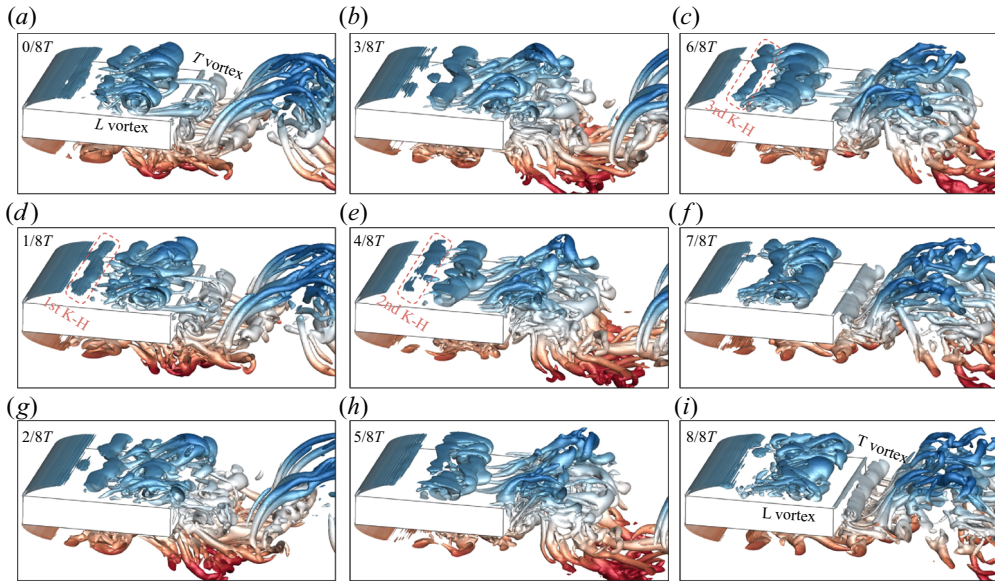 (a)
0/8T
T vortex
L vortex
(b)
3/8T
(c)
6/8T
3rd K-H
(d)
1/8T
1st K-H
(e)
4/8T
2nd K-H
(f)
7/8T
(g)
2/8T
(h)
5/8T
(i)
8/8T
T vortex
L vortex